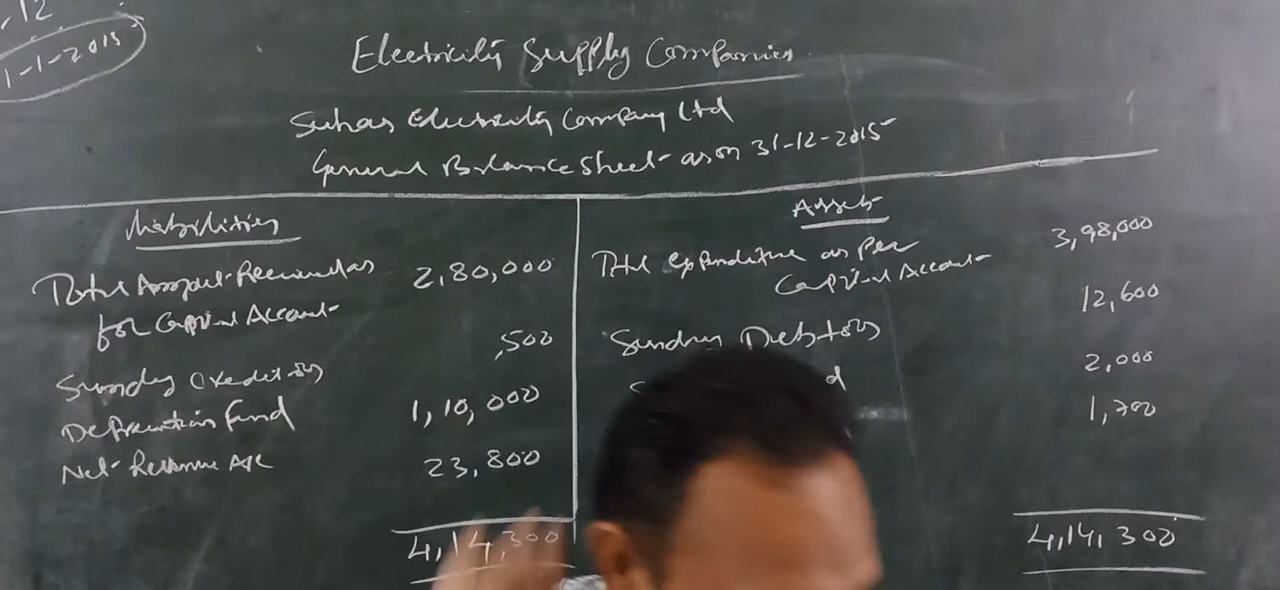 .12
1-1-2015
Electricity Supply Companies
Suhas Electricity Company Ltd
General Balance Sheet as on 31-12-2015
Liabilities
Assets
Total Amount Received as 2,80,000
for Capital Account
Total Expenditure as per 3,98,000
Capital Account
12,600
,500
Sundry Debtors
Sundry Creditors
2,000
d
Depreciation Fund 1,10,000
1,700
Net Revenue A/c 23,800
4,14,300
4,14,300